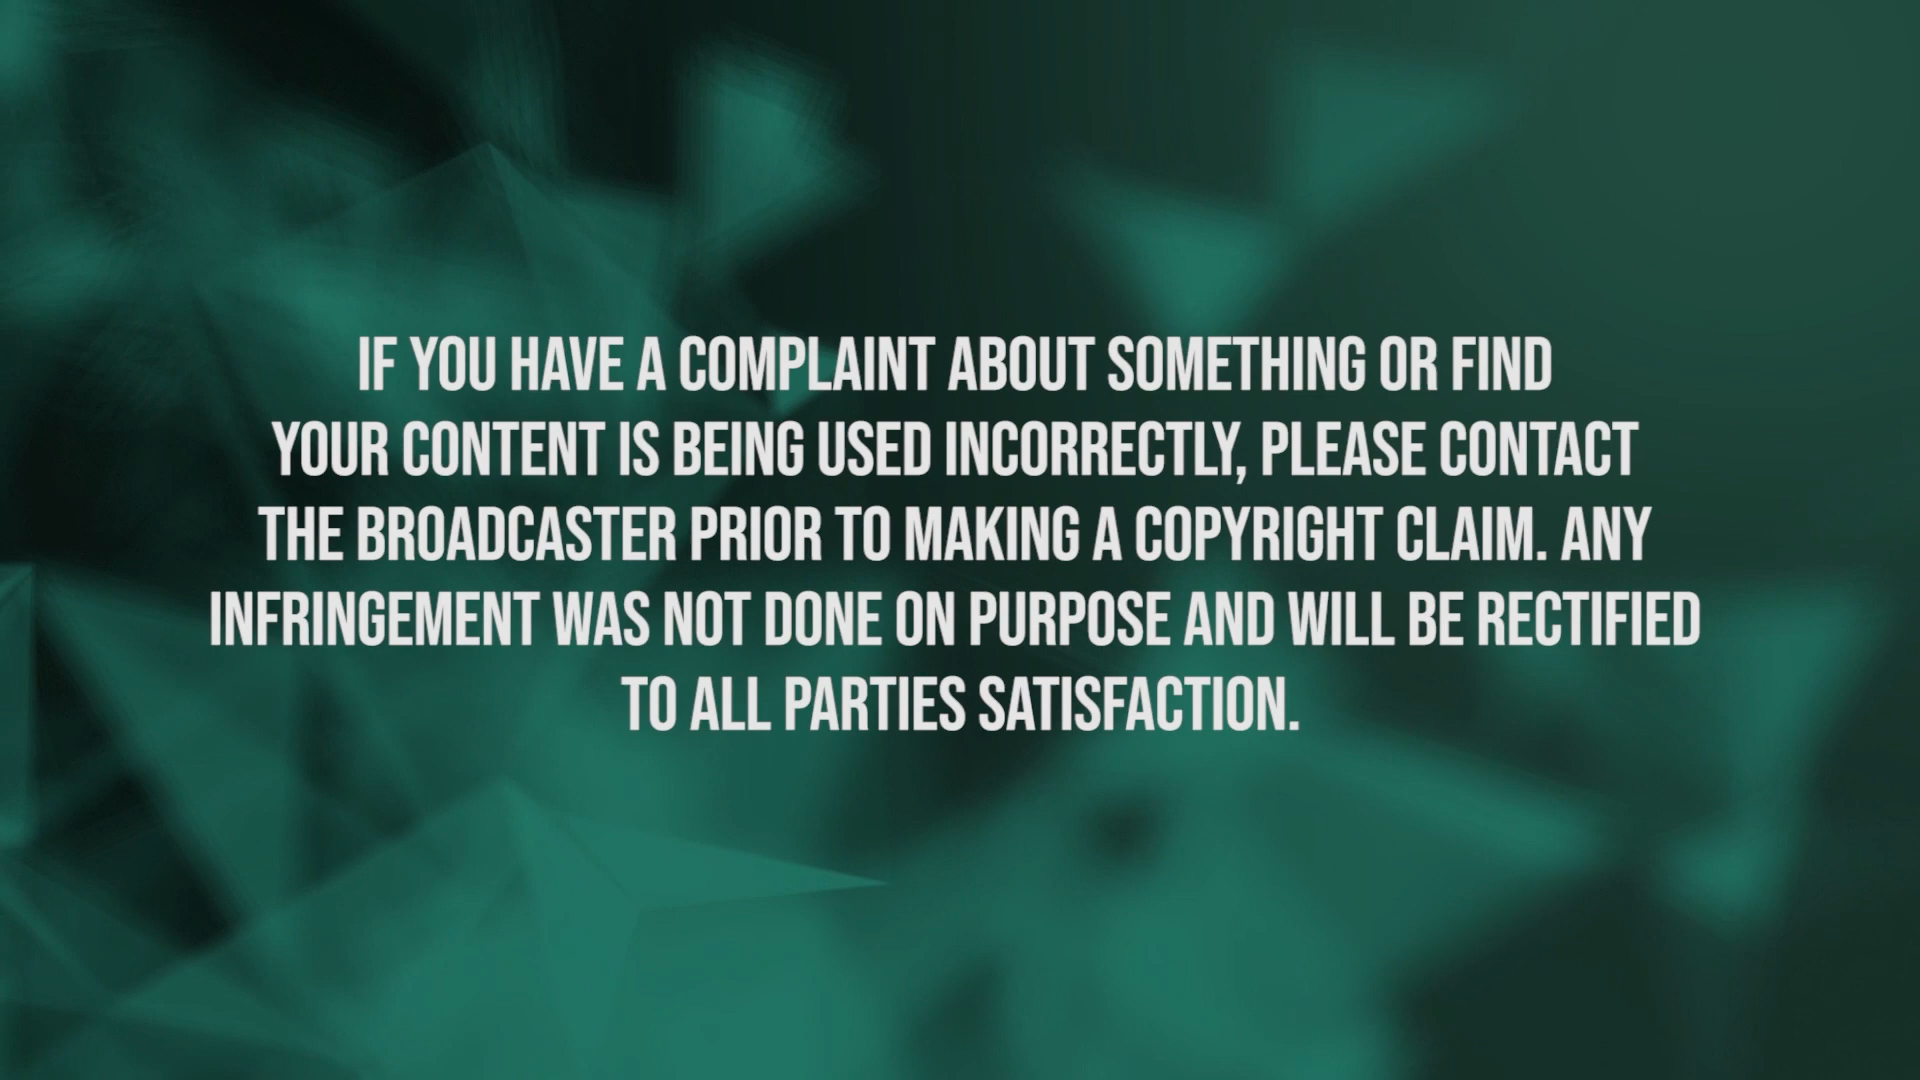 IF YOU HAVE A COMPLAINT ABOUT SOMETHING OR FIND
YOUR CONTENT IS BEING USED INCORRECTLY, PLEASE CONTACT
THE BROADCASTER PRIOR TO MAKING A COPYRIGHT CLAIM. ANY
INFRINGEMENT WAS NOT DONE ON PURPOSE AND WILL BE RECTIFIED
TO ALL PARTIES SATISFACTION.